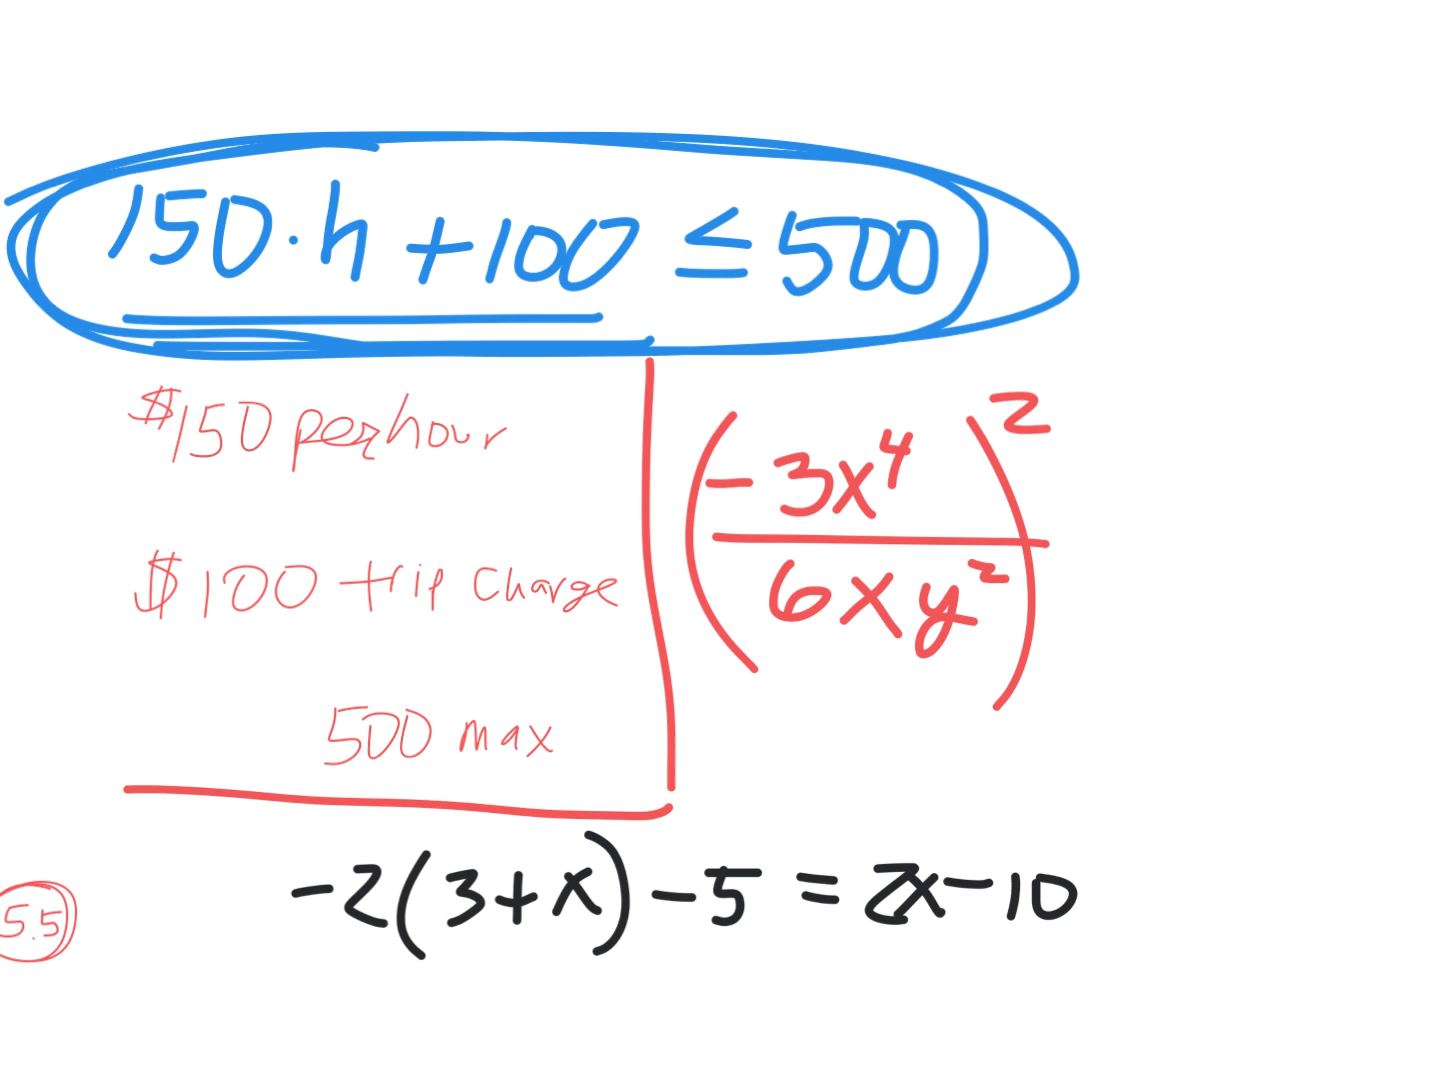 150·h+100 ≤ 500
$150 per hour
$100 trip charge
500 max
(-3x⁴/6xy²)²
-2(3+x)-5 = 2x-10
5.5